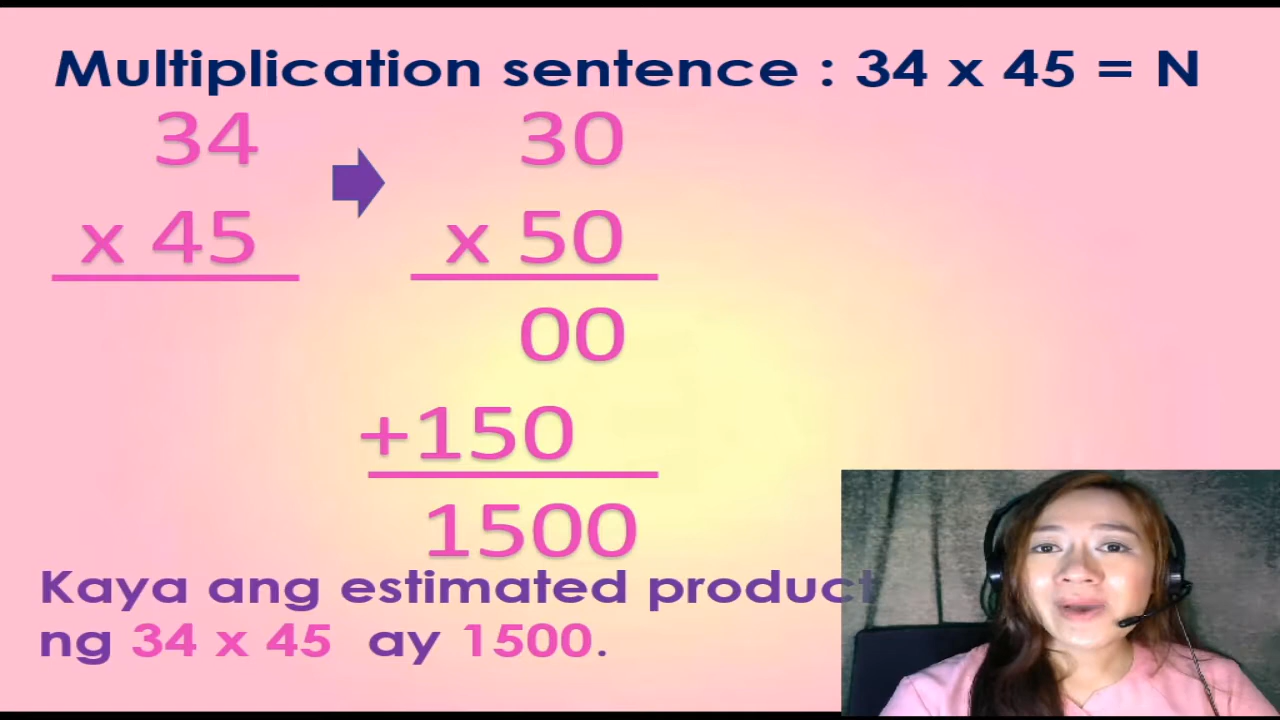 Multiplication sentence : 34 x 45 = N
34 30
x 45 x 50
00
+150
1500
Kaya ang estimated product
ng 34 x 45 ay 1500.